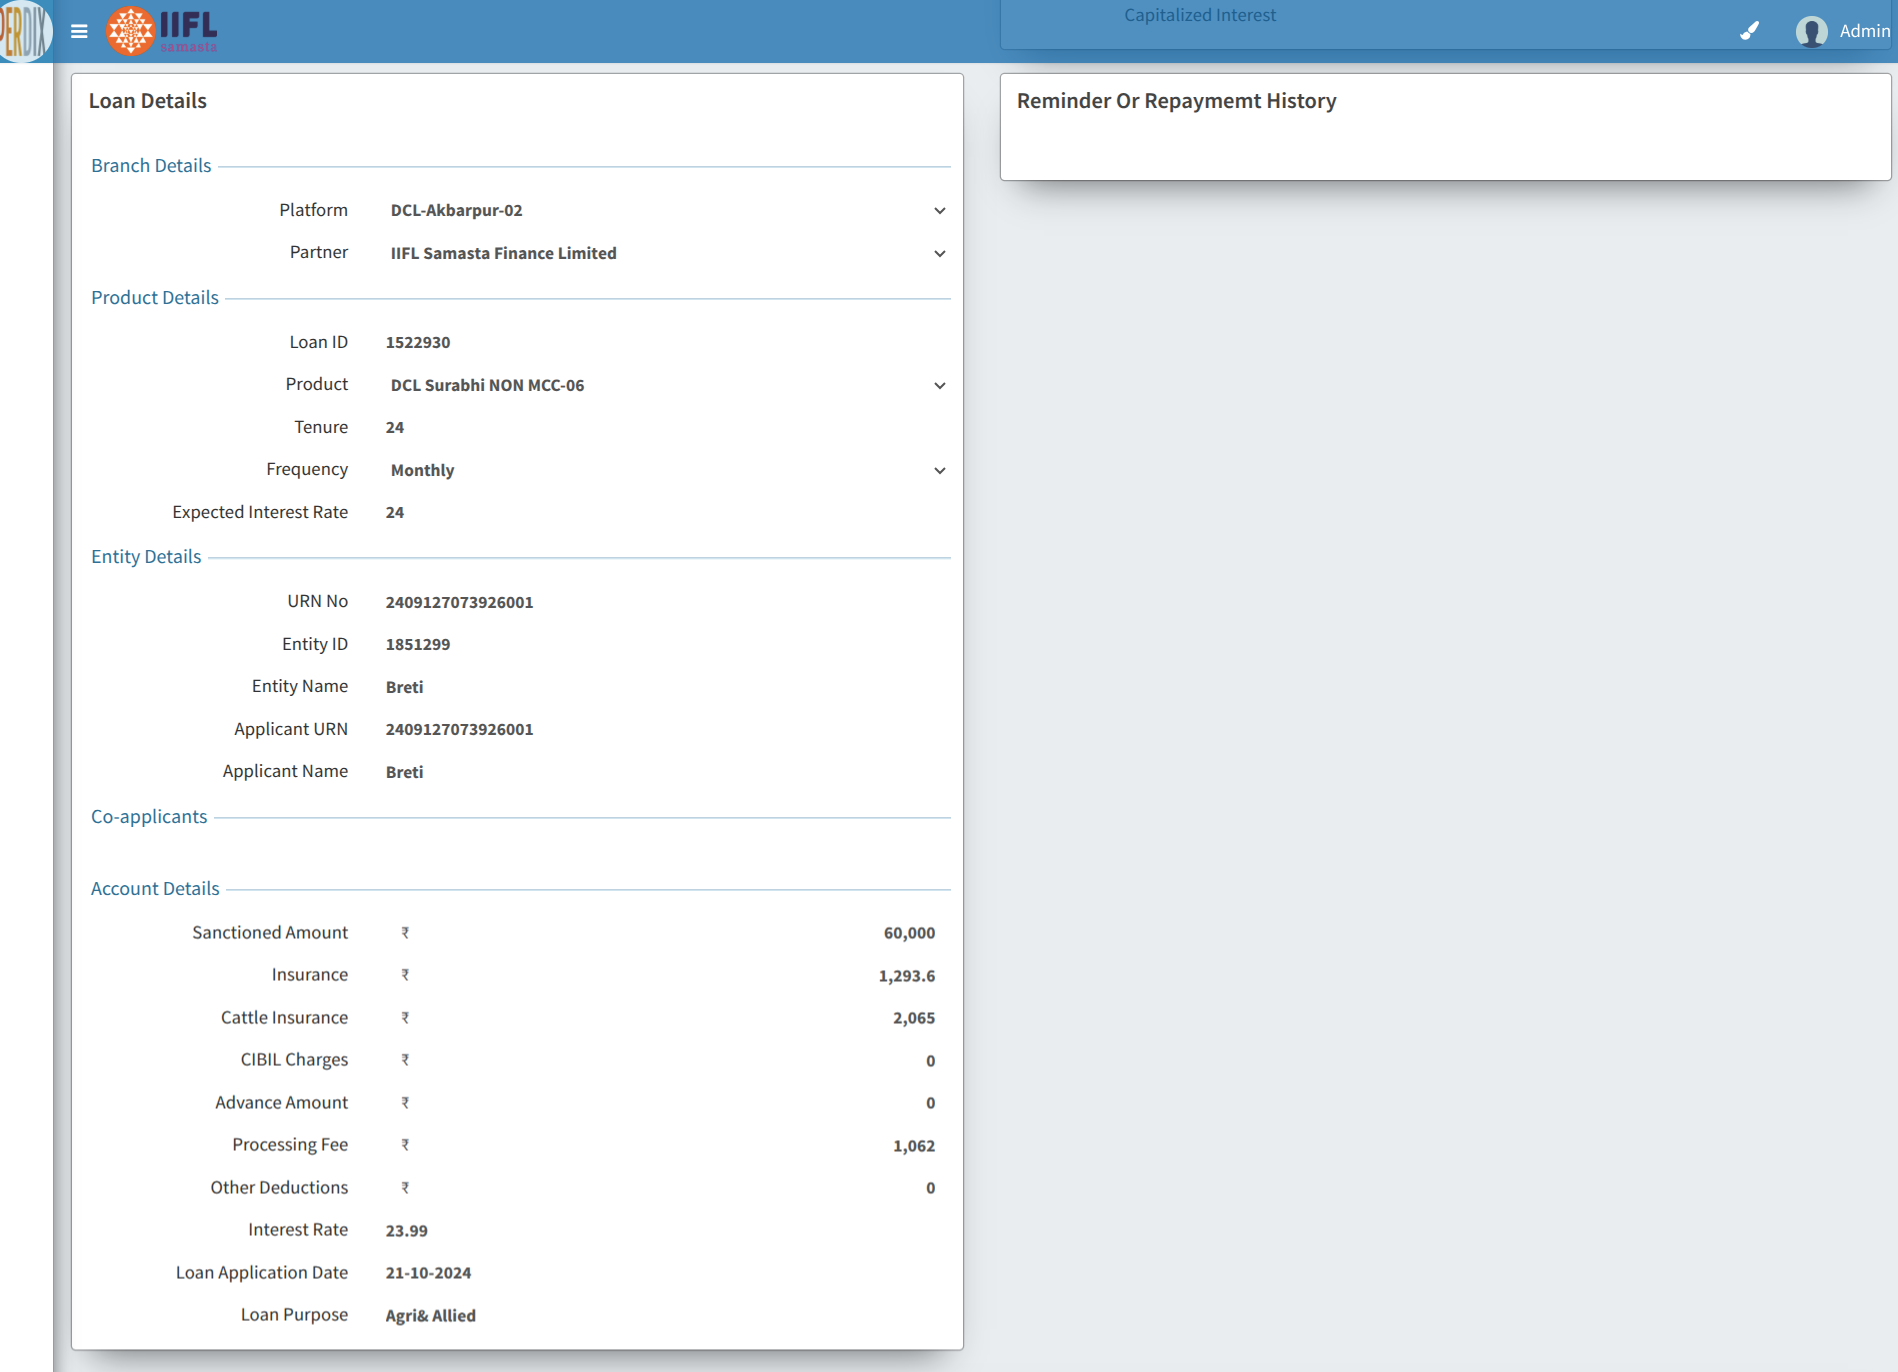 PERDIX
IIFL
samasta
Capitalized Interest
Admin
Loan Details
Branch Details
Platform DCL-Akbarpur-02
Partner IIFL Samasta Finance Limited
Product Details
Loan ID 1522930
Product DCL Surabhi NON MCC-06
Tenure 24
Frequency Monthly
Expected Interest Rate 24
Entity Details
URN No 2409127073926001
Entity ID 1851299
Entity Name Breti
Applicant URN 2409127073926001
Applicant Name Breti
Co-applicants
Account Details
Sanctioned Amount ₹ 60,000
Insurance ₹ 1,293.6
Cattle Insurance ₹ 2,065
CIBIL Charges ₹ 0
Advance Amount ₹ 0
Processing Fee ₹ 1,062
Other Deductions ₹ 0
Interest Rate 23.99
Loan Application Date 21-10-2024
Loan Purpose Agri& Allied
Reminder Or Repaymemt History